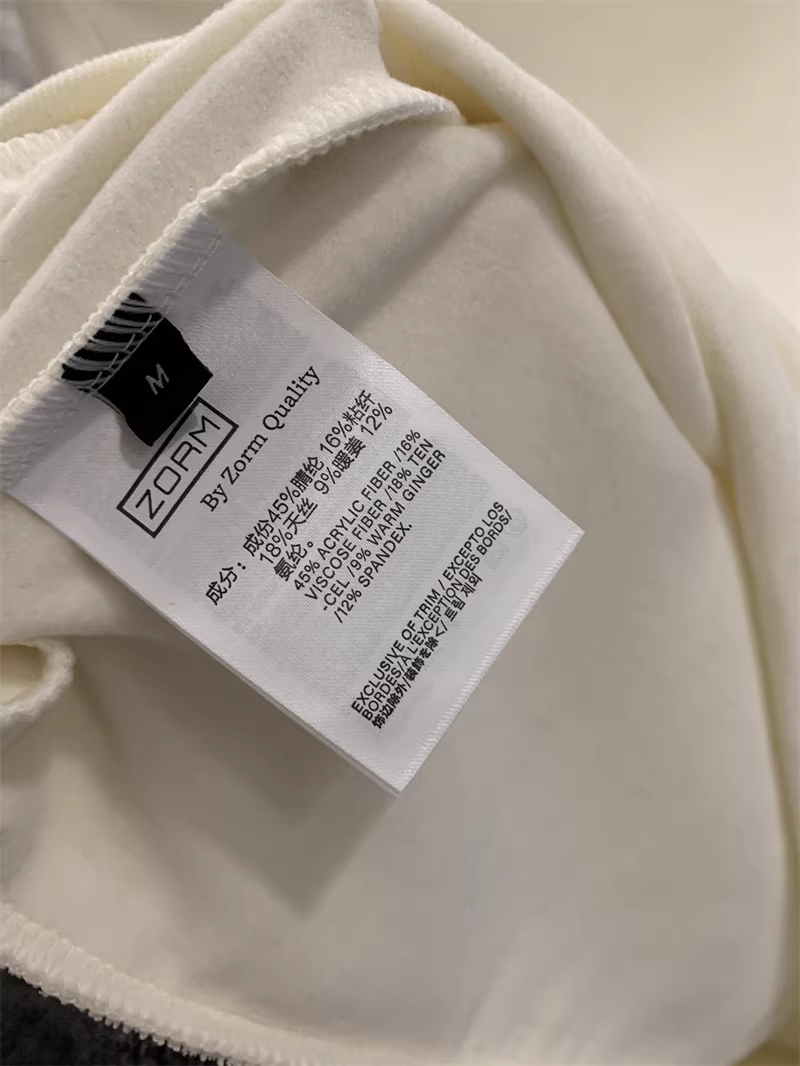 M
ZORM
By Zorm Quality
成分：成份45%腈纶 16%粘纤
18%天丝 9%暖姜 12%
氨纶。
45% ACRYLIC FIBER /16%
VISCOSE FIBER /18% TEN
-CEL /9% WARM GINGER
/12% SPANDEX.
EXCLUSIVE OF TRIM / EXCEPTO LOS
BORDES/A L'EXCEPTION DES BORDS/
饰边除外/装飾を除く/ 트림 제외